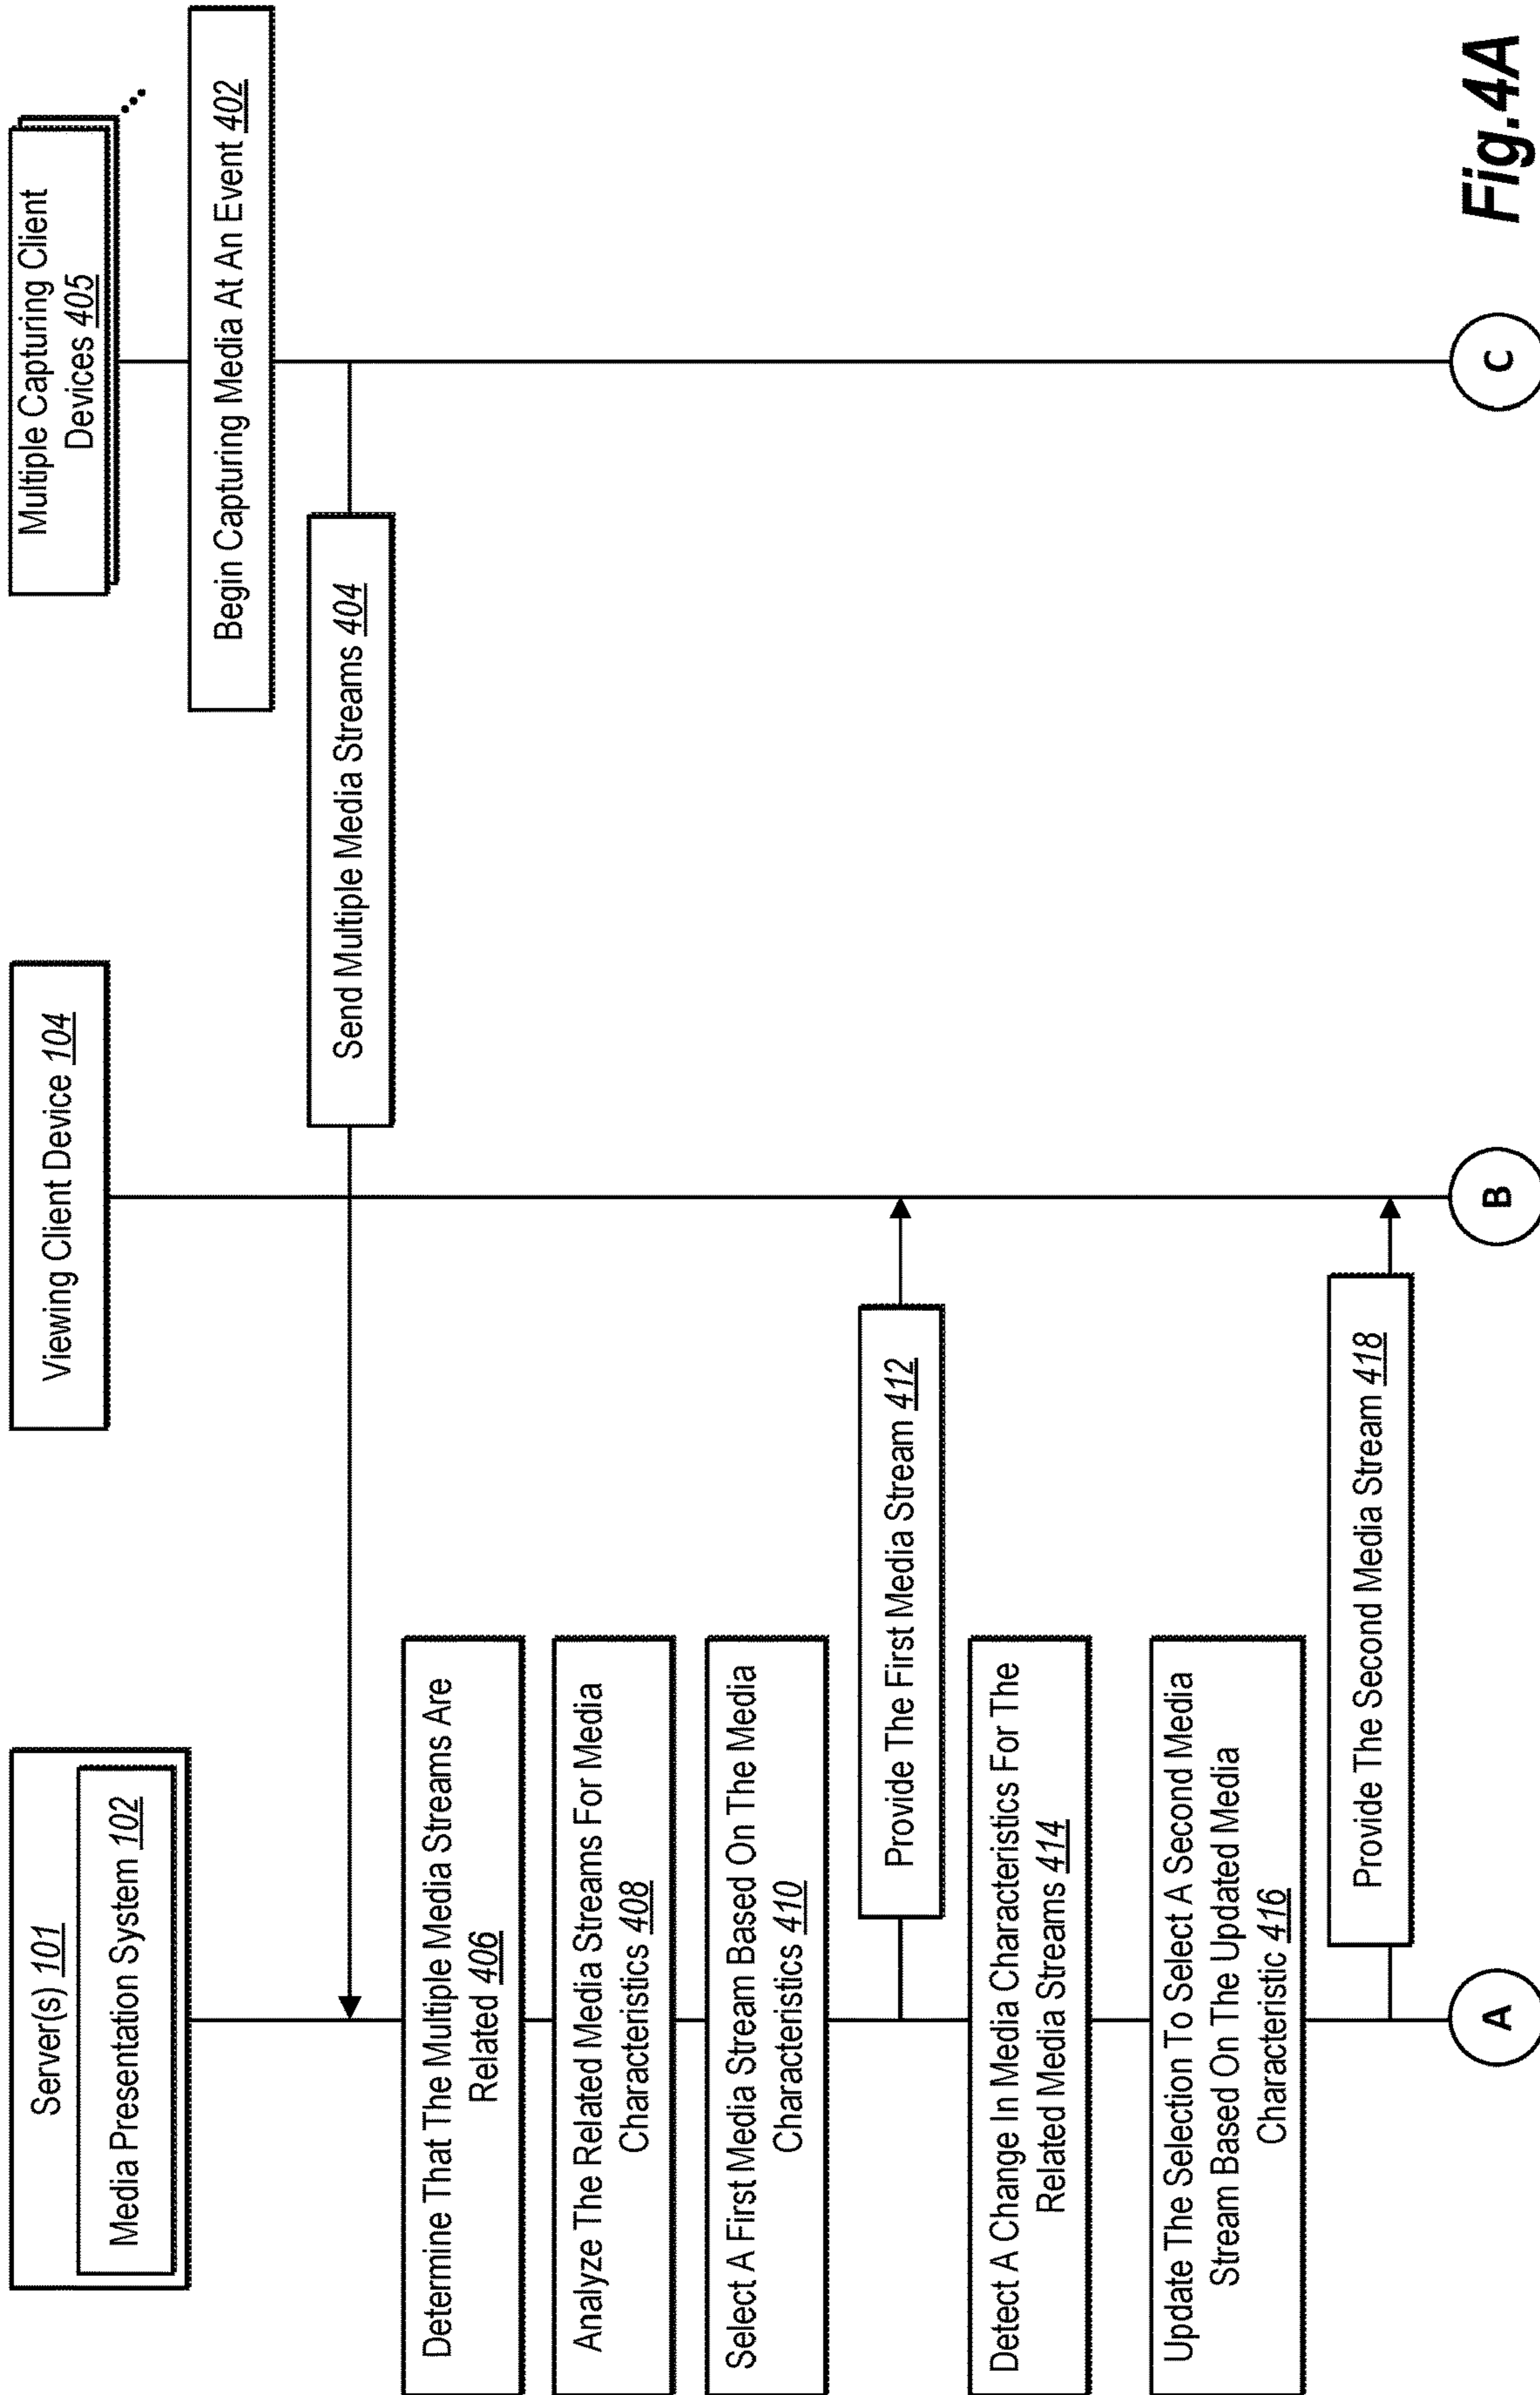 Server(s) 101
Media Presentation System 102
Viewing Client Device 104
Multiple Capturing Client
Devices 405
Begin Capturing Media At An Event 402
Send Multiple Media Streams 404
Determine That The Multiple Media Streams Are
Related 406
Analyze The Related Media Streams For Media
Characteristics 408
Select A First Media Stream Based On The Media
Characteristics 410
Provide The First Media Stream 412
Detect A Change In Media Characteristics For The
Related Media Streams 414
Update The Selection To Select A Second Media
Stream Based On The Updated Media
Characteristic 416
Provide The Second Media Stream 418
A
B
C
Fig.4A